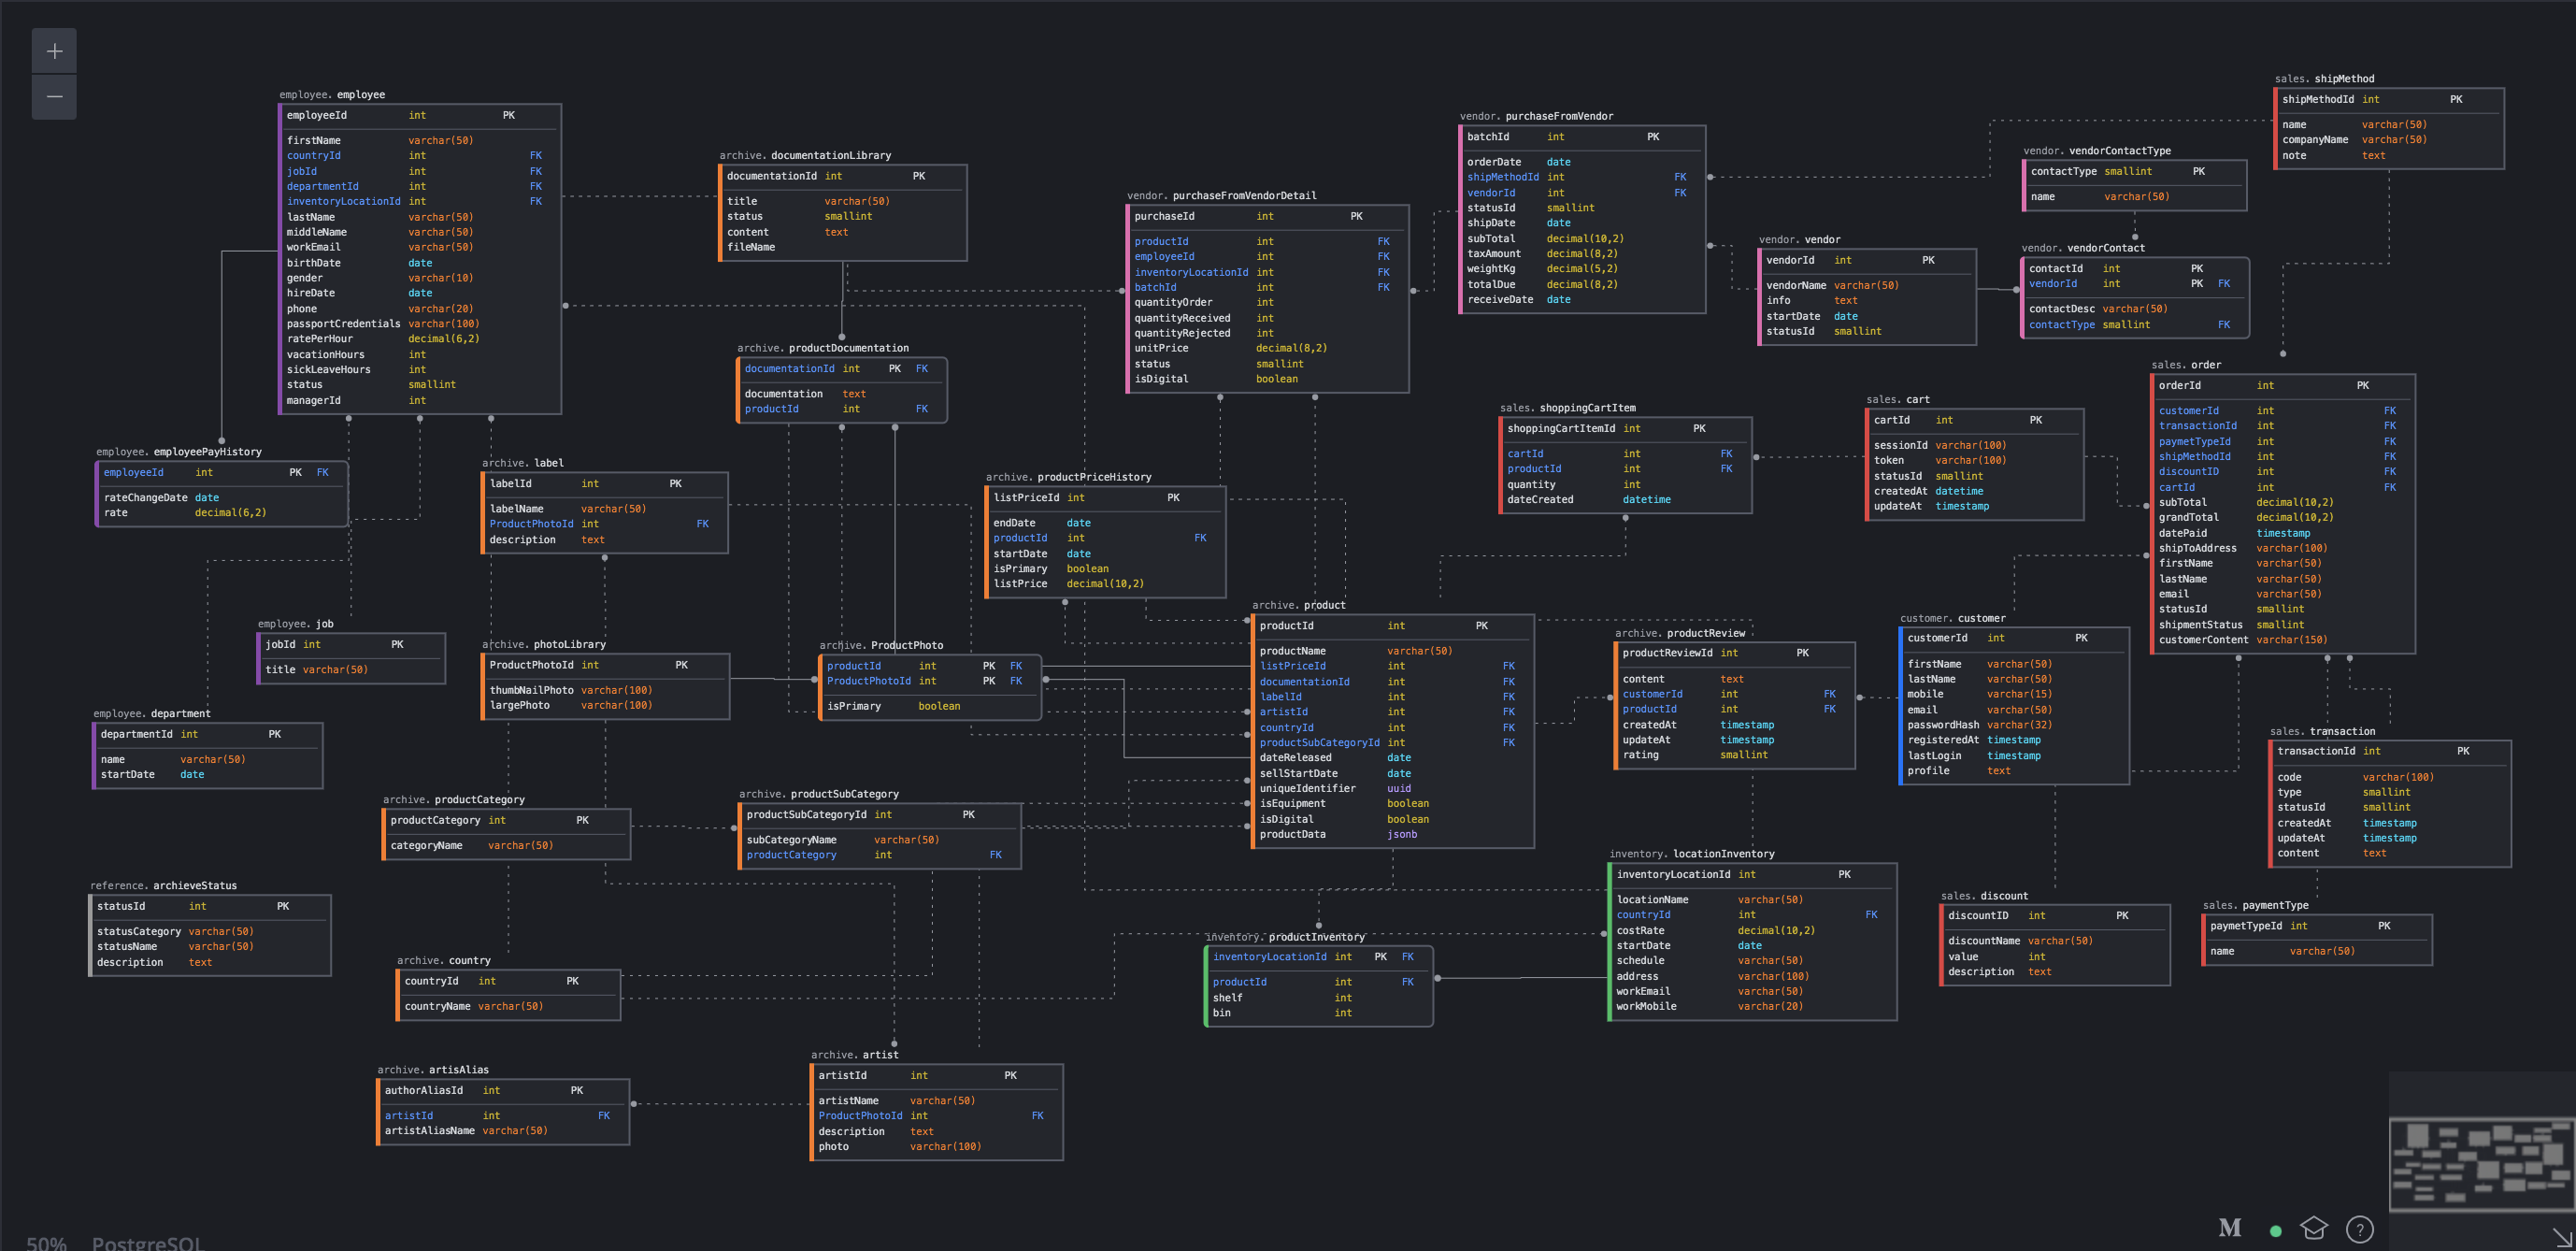 +
−
employee. employee
employeeId int PK
firstName varchar(50)
countryId int FK
jobId int FK
departmentId int FK
inventoryLocationId int FK
lastName varchar(50)
middleName varchar(50)
workEmail varchar(50)
birthDate date
gender varchar(10)
hireDate date
phone varchar(20)
passportCredentials varchar(100)
ratePerHour decimal(6,2)
vacationHours int
sickLeaveHours int
status smallint
managerId int
archive. documentationLibrary
documentationId int PK
title varchar(50)
status smallint
content text
fileName
vendor. purchaseFromVendorDetail
purchaseId int PK
productId int FK
employeeId int FK
inventoryLocationId int FK
batchId int FK
quantityOrder int
quantityReceived int
quantityRejected int
unitPrice decimal(8,2)
status smallint
isDigital boolean
vendor. purchaseFromVendor
batchId int PK
orderDate date
shipMethodId int FK
vendorId int FK
statusId smallint
shipDate date
subTotal decimal(10,2)
taxAmount decimal(8,2)
weightKg decimal(5,2)
totalDue decimal(8,2)
receiveDate date
sales. shipMethod
shipMethodId int PK
name varchar(50)
companyName varchar(50)
note text
vendor. vendorContactType
contactType smallint PK
name varchar(50)
vendor. vendor
vendorId int PK
vendorName varchar(50)
info text
startDate date
statusId smallint
vendor. vendorContact
contactId int PK
vendorId int PK FK
contactDesc varchar(50)
contactType smallint FK
archive. productDocumentation
documentationId int PK FK
documentation text
productId int FK
sales. order
orderId int PK
customerId int FK
transactionId int FK
paymetTypeId int FK
shipMethodId int FK
discountID int FK
cartId int FK
subTotal decimal(10,2)
grandTotal decimal(10,2)
datePaid timestamp
shipToAddress varchar(100)
firstName varchar(50)
lastName varchar(50)
email varchar(50)
statusId smallint
shipmentStatus smallint
customerContent varchar(150)
sales. shoppingCartItem
shoppingCartItemId int PK
cartId int FK
productId int FK
quantity int
dateCreated datetime
sales. cart
cartId int PK
sessionId varchar(100)
token varchar(100)
statusId smallint
createdAt datetime
updateAt timestamp
employee. employeePayHistory
employeeId int PK FK
rateChangeDate date
rate decimal(6,2)
archive. label
labelId int PK
labelName varchar(50)
ProductPhotoId int FK
description text
archive. productPriceHistory
listPriceId int PK
endDate date
productId int FK
startDate date
isPrimary boolean
listPrice decimal(10,2)
employee. job
jobId int PK
title varchar(50)
archive. photoLibrary
ProductPhotoId int PK
thumbNailPhoto varchar(100)
largePhoto varchar(100)
archive. ProductPhoto
productId int PK FK
ProductPhotoId int PK FK
isPrimary boolean
archive. product
productId int PK
productName varchar(50)
listPriceId int FK
documentationId int FK
labelId int FK
artistId int FK
countryId int FK
productSubCategoryId int FK
dateReleased date
sellStartDate date
uniqueIdentifier uuid
isEquipment boolean
isDigital boolean
productData jsonb
archive. productReview
productReviewId int PK
content text
customerId int FK
productId int FK
createdAt timestamp
updateAt timestamp
rating smallint
customer. customer
customerId int PK
firstName varchar(50)
lastName varchar(50)
mobile varchar(15)
email varchar(50)
passwordHash varchar(32)
registeredAt timestamp
lastLogin timestamp
profile text
employee. department
departmentId int PK
name varchar(50)
startDate date
sales. transaction
transactionId int PK
code varchar(100)
type smallint
statusId smallint
createdAt timestamp
updateAt timestamp
content text
archive. productCategory
productCategory int PK
categoryName varchar(50)
archive. productSubCategory
productSubCategoryId int PK
subCategoryName varchar(50)
productCategory int FK
inventory. locationInventory
inventoryLocationId int PK
locationName varchar(50)
countryId int FK
costRate decimal(10,2)
startDate date
schedule varchar(50)
address varchar(100)
workEmail varchar(50)
workMobile varchar(20)
reference. archieveStatus
statusId int PK
statusCategory varchar(50)
statusName varchar(50)
description text
sales. discount
discountID int PK
discountName varchar(50)
value int
description text
sales. paymentType
paymetTypeId int PK
name varchar(50)
inventory. productInventory
inventoryLocationId int PK FK
productId int FK
shelf int
bin int
archive. country
countryId int PK
countryName varchar(50)
archive. artisAlias
authorAliasId int PK
artistId int FK
artistAliasName varchar(50)
archive. artist
artistId int PK
artistName varchar(50)
ProductPhotoId int FK
description text
photo varchar(100)
50% PostgreSQL
M
?